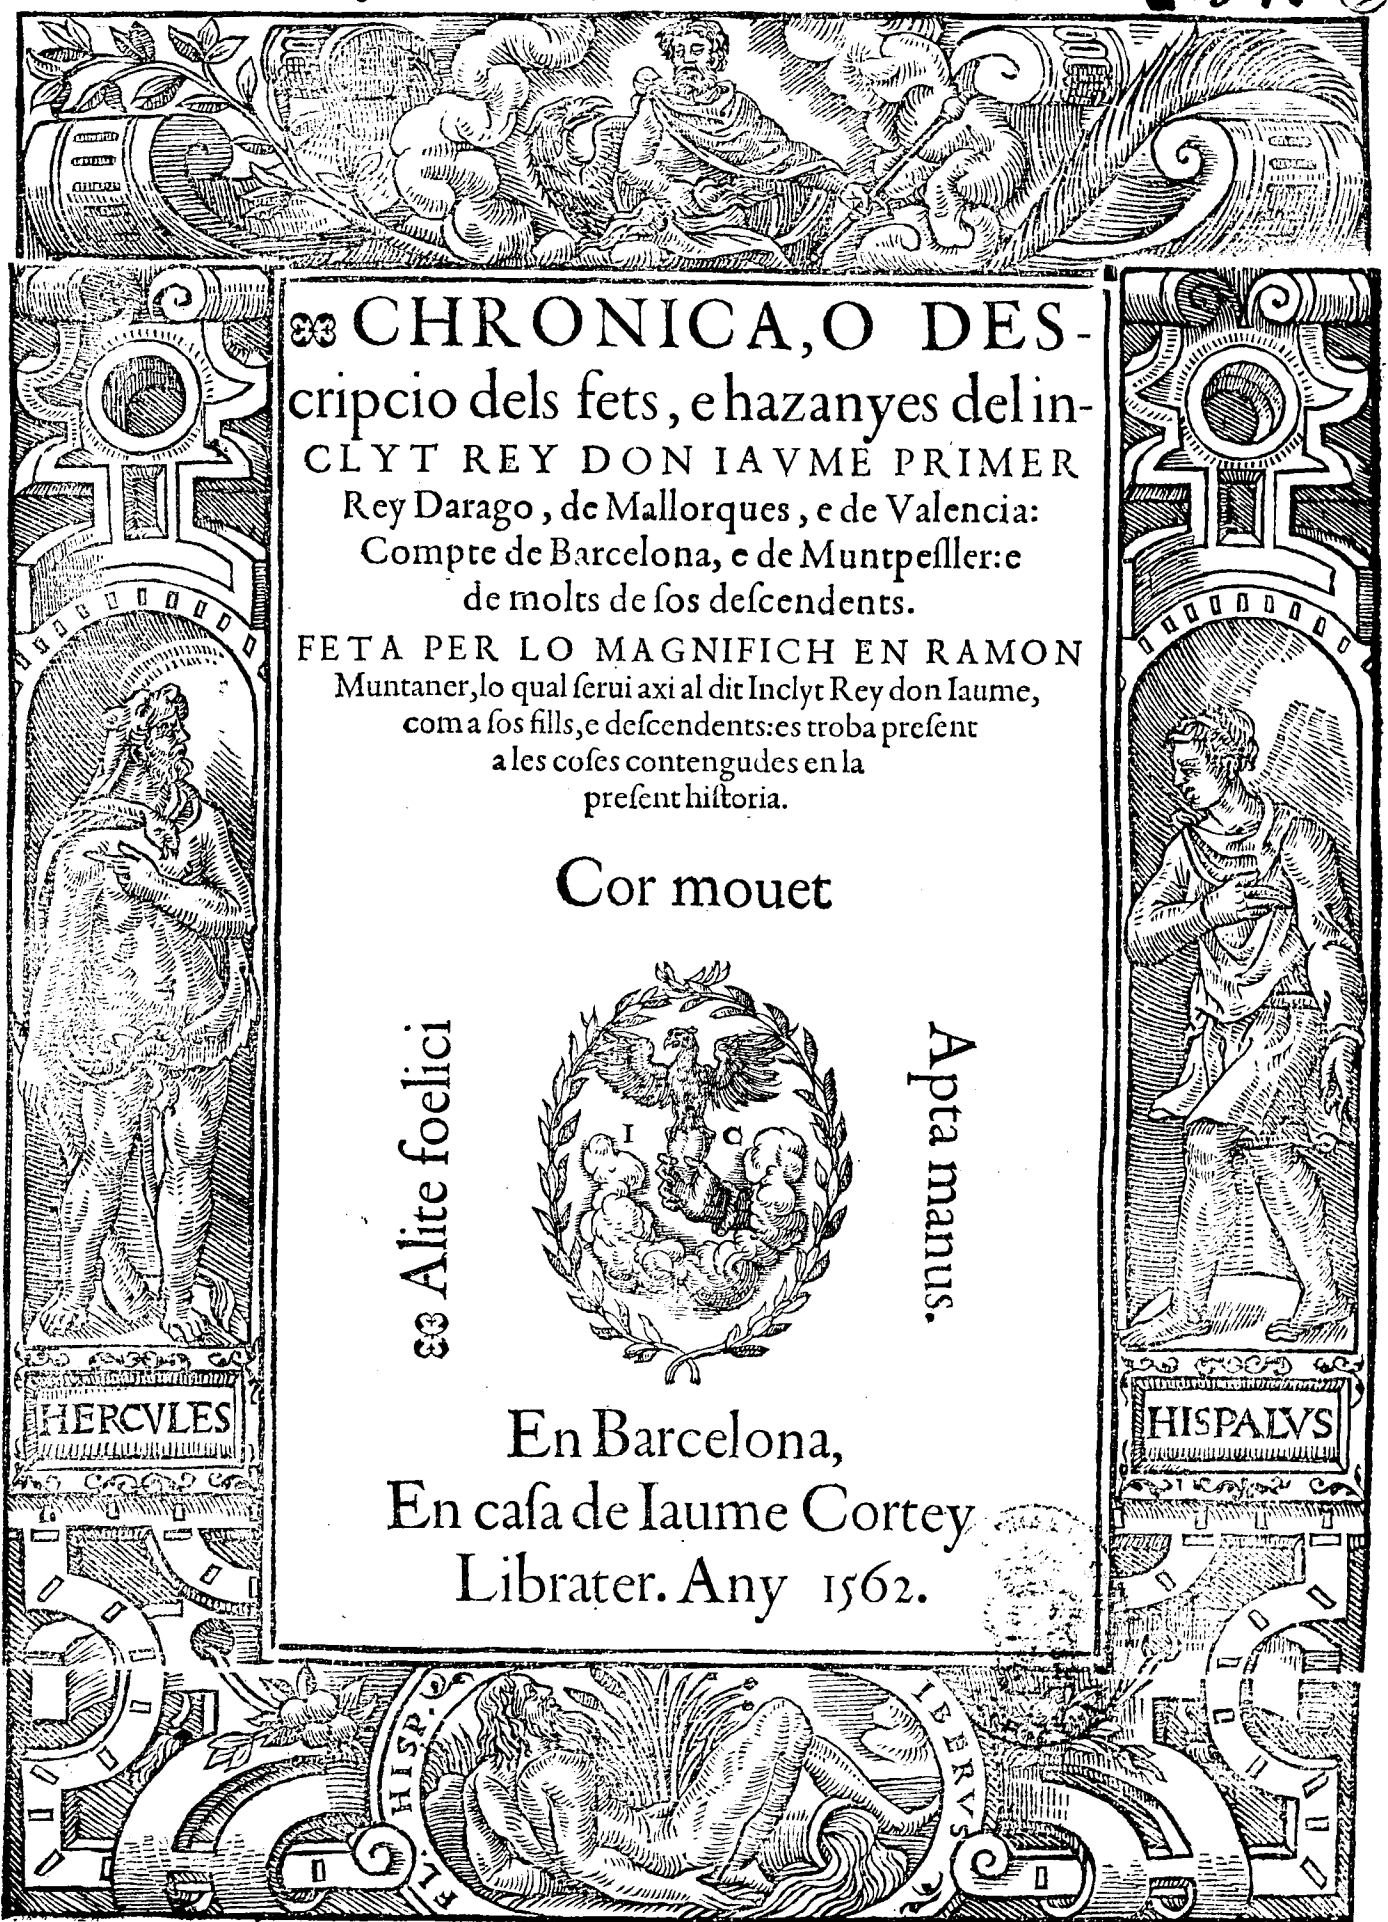 CHRONICA, O DES-
cripcio dels fets, e hazanyes del in-
CLYT REY DON IAVME PRIMER
Rey Darago, de Mallorques, e de Valencia:
Compte de Barcelona, e de Muntpesller: e
de molts de ſos deſcendents.
FETA PER LO MAGNIFICH EN RAMON
Muntaner, lo qual ſerui axi al dit Inclyt Rey don Iaume,
com a ſos fills, e deſcendents: es troba preſent
a les coſes contengudes en la
preſent hiſtoria.
Cor mouet
Alite foelici
Apta manus.
I C
HERCVLES
HISPALVS
En Barcelona,
En caſa de Iaume Cortey
Librater. Any 1562.
FL. HISP. IBERVS